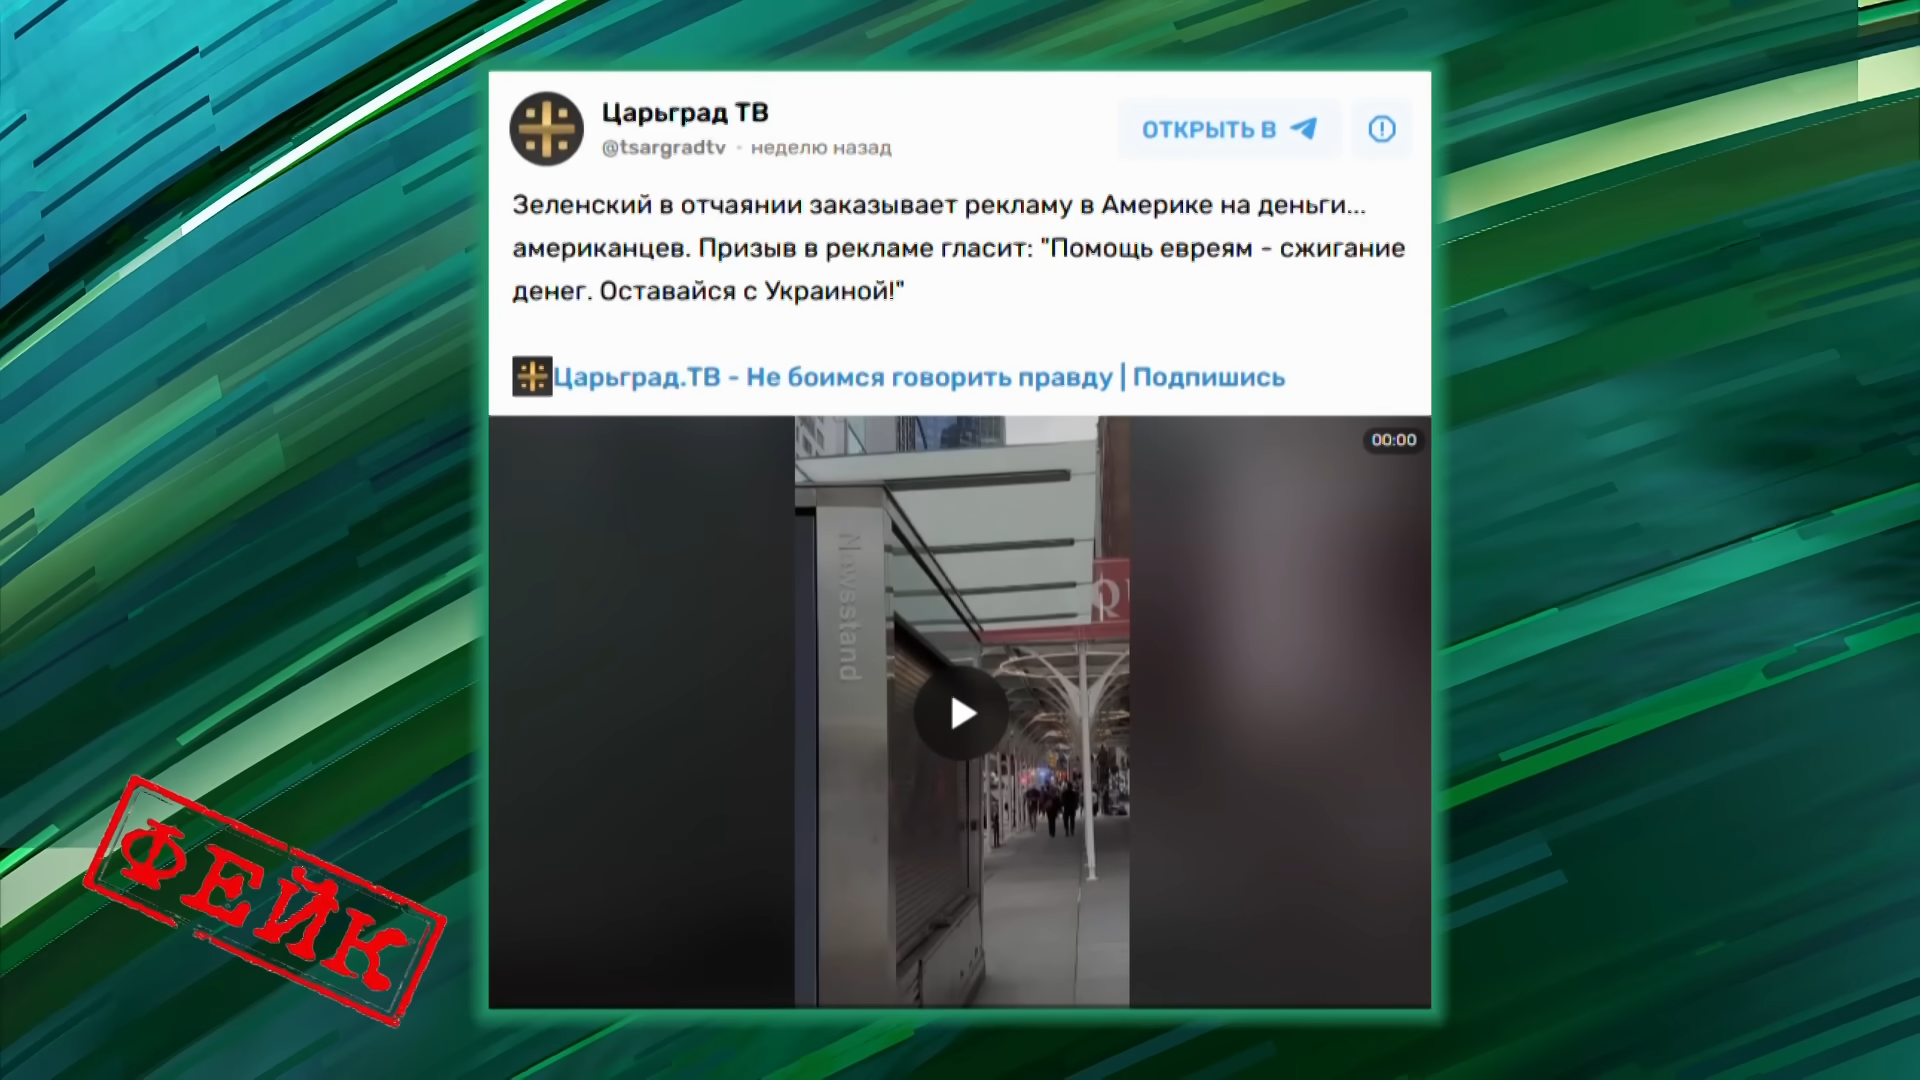 Царьград ТВ
@tsargradtv · неделю назад
ОТКРЫТЬ В
Зеленский в отчаянии заказывает рекламу в Америке на деньги...
американцев. Призыв в рекламе гласит: "Помощь евреям - сжигание
денег. Оставайся с Украиной!"
Царьград.ТВ - Не боимся говорить правду | Подпишись
00:00
Newsstand
ФЕЙК